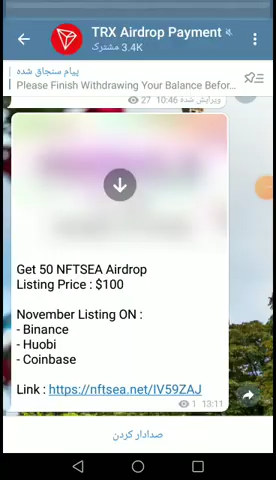 TRX Airdrop Payment
3.4K مشترک
پیام سنجاق شده
Please Finish Withdrawing Your Balance Befor...
27 ویرایش شده 10:46
Get 50 NFTSEA Airdrop
Listing Price : $100
November Listing ON :
- Binance
- Huobi
- Coinbase
Link : https://nftsea.net/IV59ZAJ
1 13:11
صدادار کردن